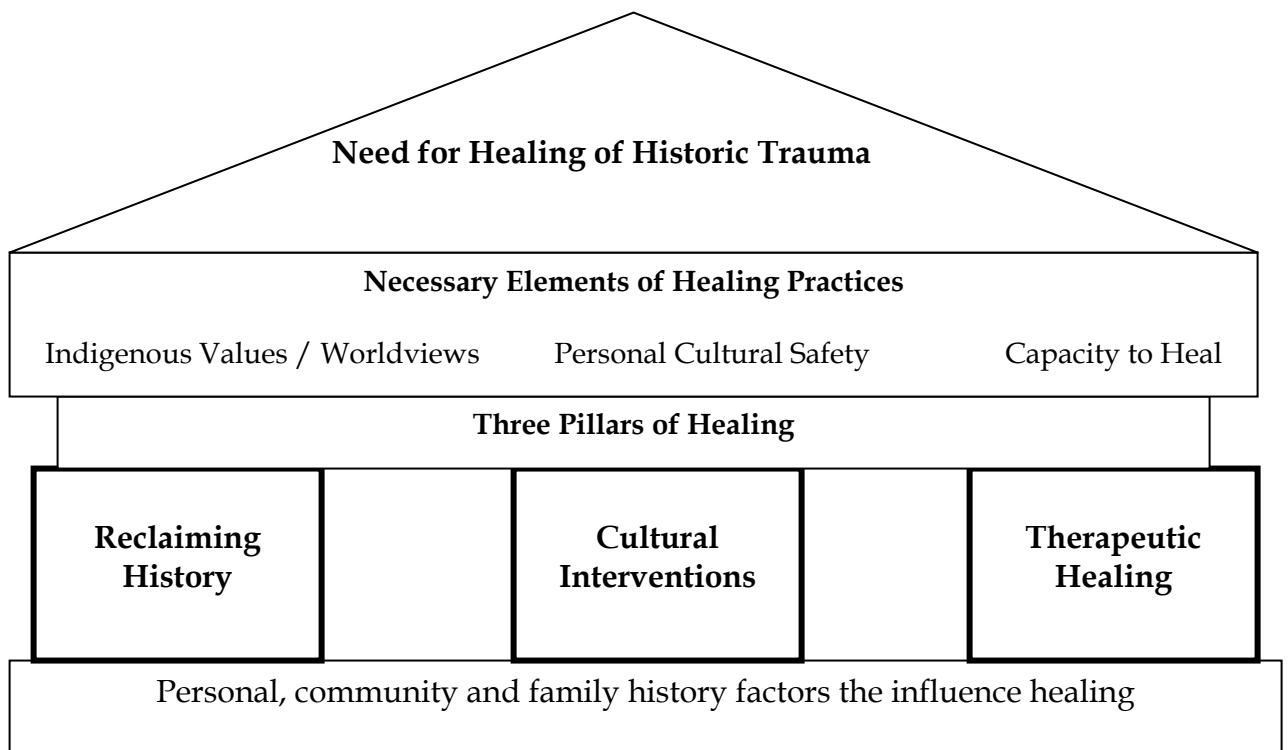 Need for Healing of Historic Trauma
Necessary Elements of Healing Practices
Indigenous Values / Worldviews
Personal Cultural Safety
Capacity to Heal
Three Pillars of Healing
Reclaiming
History
Cultural
Interventions
Therapeutic
Healing
Personal, community and family history factors the influence healing